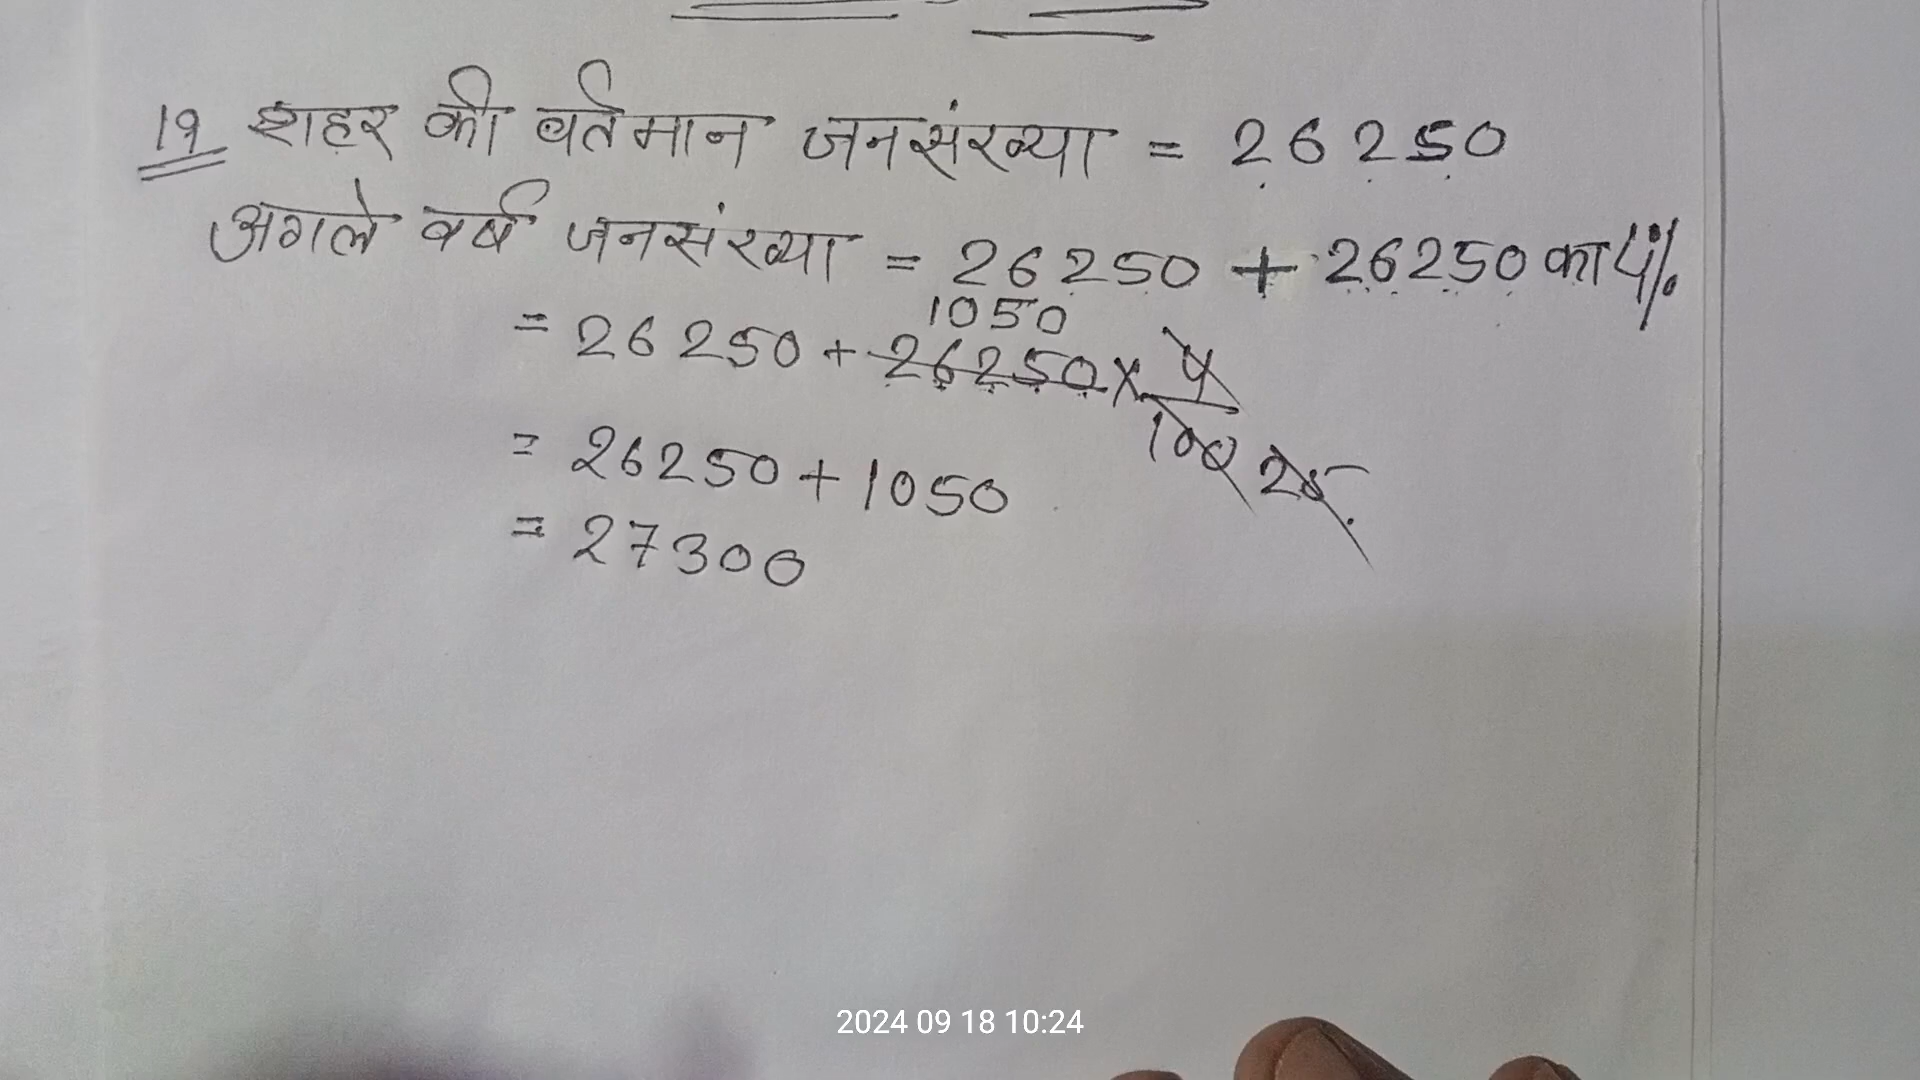 19 शहर की वर्तमान जनसंख्या = 26250
अगले वर्ष जनसंख्या = 26250 + 26250 का 4%
1050
= 26250 + 26250 × 4/100 25
= 26250 + 1050
= 27300
2024 09 18 10:24